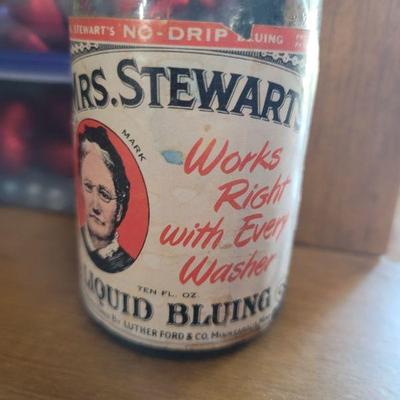 STEWART'S NO-DRIP BLUING
MRS. STEWART'S
MARK
Works
Right
with Every
Washer
TEN FL. OZ.
LIQUID BLUING
BY LUTHER FORD & CO.